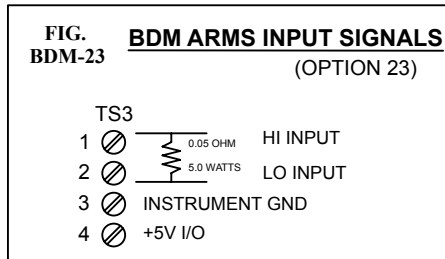 FIG. BDM-23
BDM ARMS INPUT SIGNALS
(OPTION 23)
TS3
1 0.05 OHM HI INPUT
2 5.0 WATTS LO INPUT
3 INSTRUMENT GND
4 +5V I/O